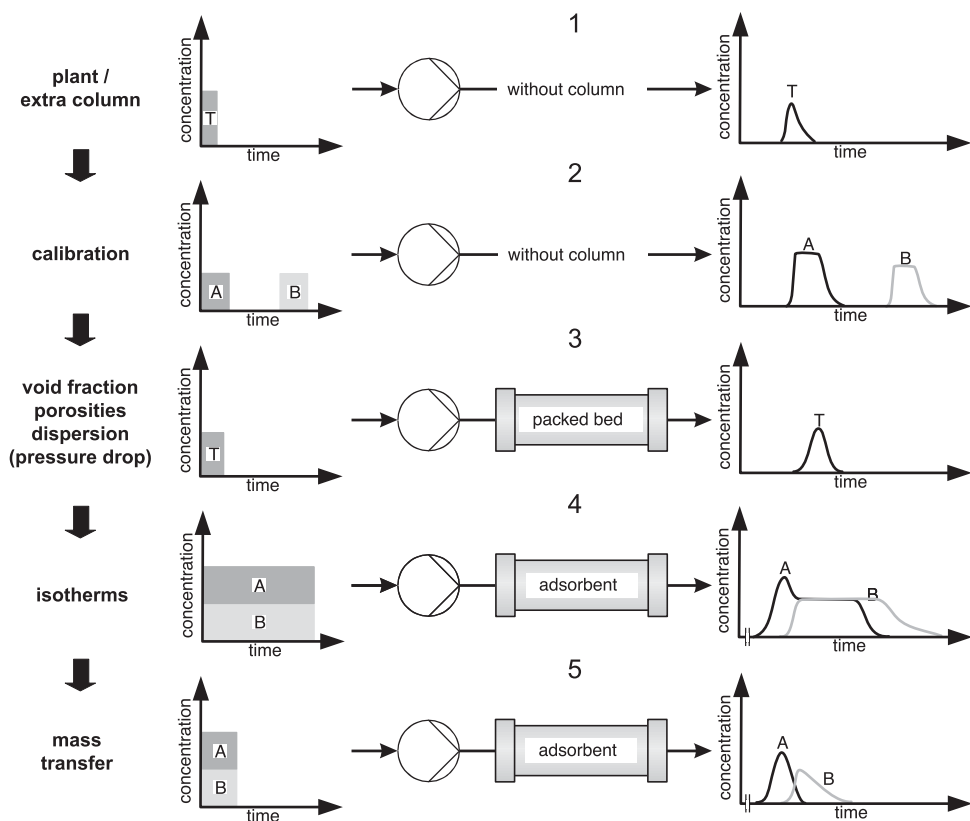 1
plant /
extra column
concentration
T
time
without column
concentration
T
time
2
calibration
concentration
A
B
time
without column
concentration
A
B
time
3
void fraction
porosities
dispersion
(pressure drop)
concentration
T
time
packed bed
concentration
T
time
4
isotherms
concentration
A
B
time
adsorbent
concentration
A
B
time
5
mass
transfer
concentration
A
B
time
adsorbent
concentration
A
B
time